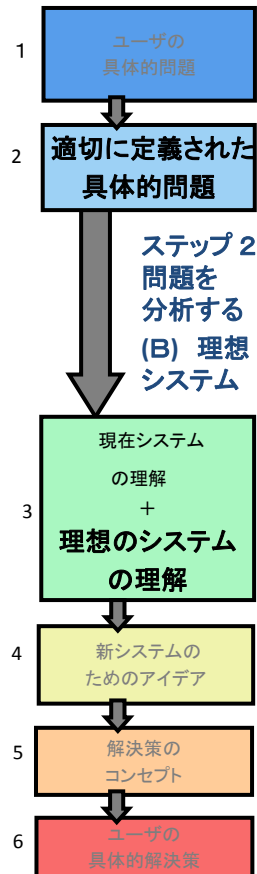 1
ユーザの
具体的問題
2
適切に定義された
具体的問題
ステップ２
問題を
分析する
(B) 理想
システム
3
現在システム
の理解
+
理想のシステム
の理解
4
新システムの
ためのアイデア
5
解決策の
コンセプト
6
ユーザの
具体的解決策